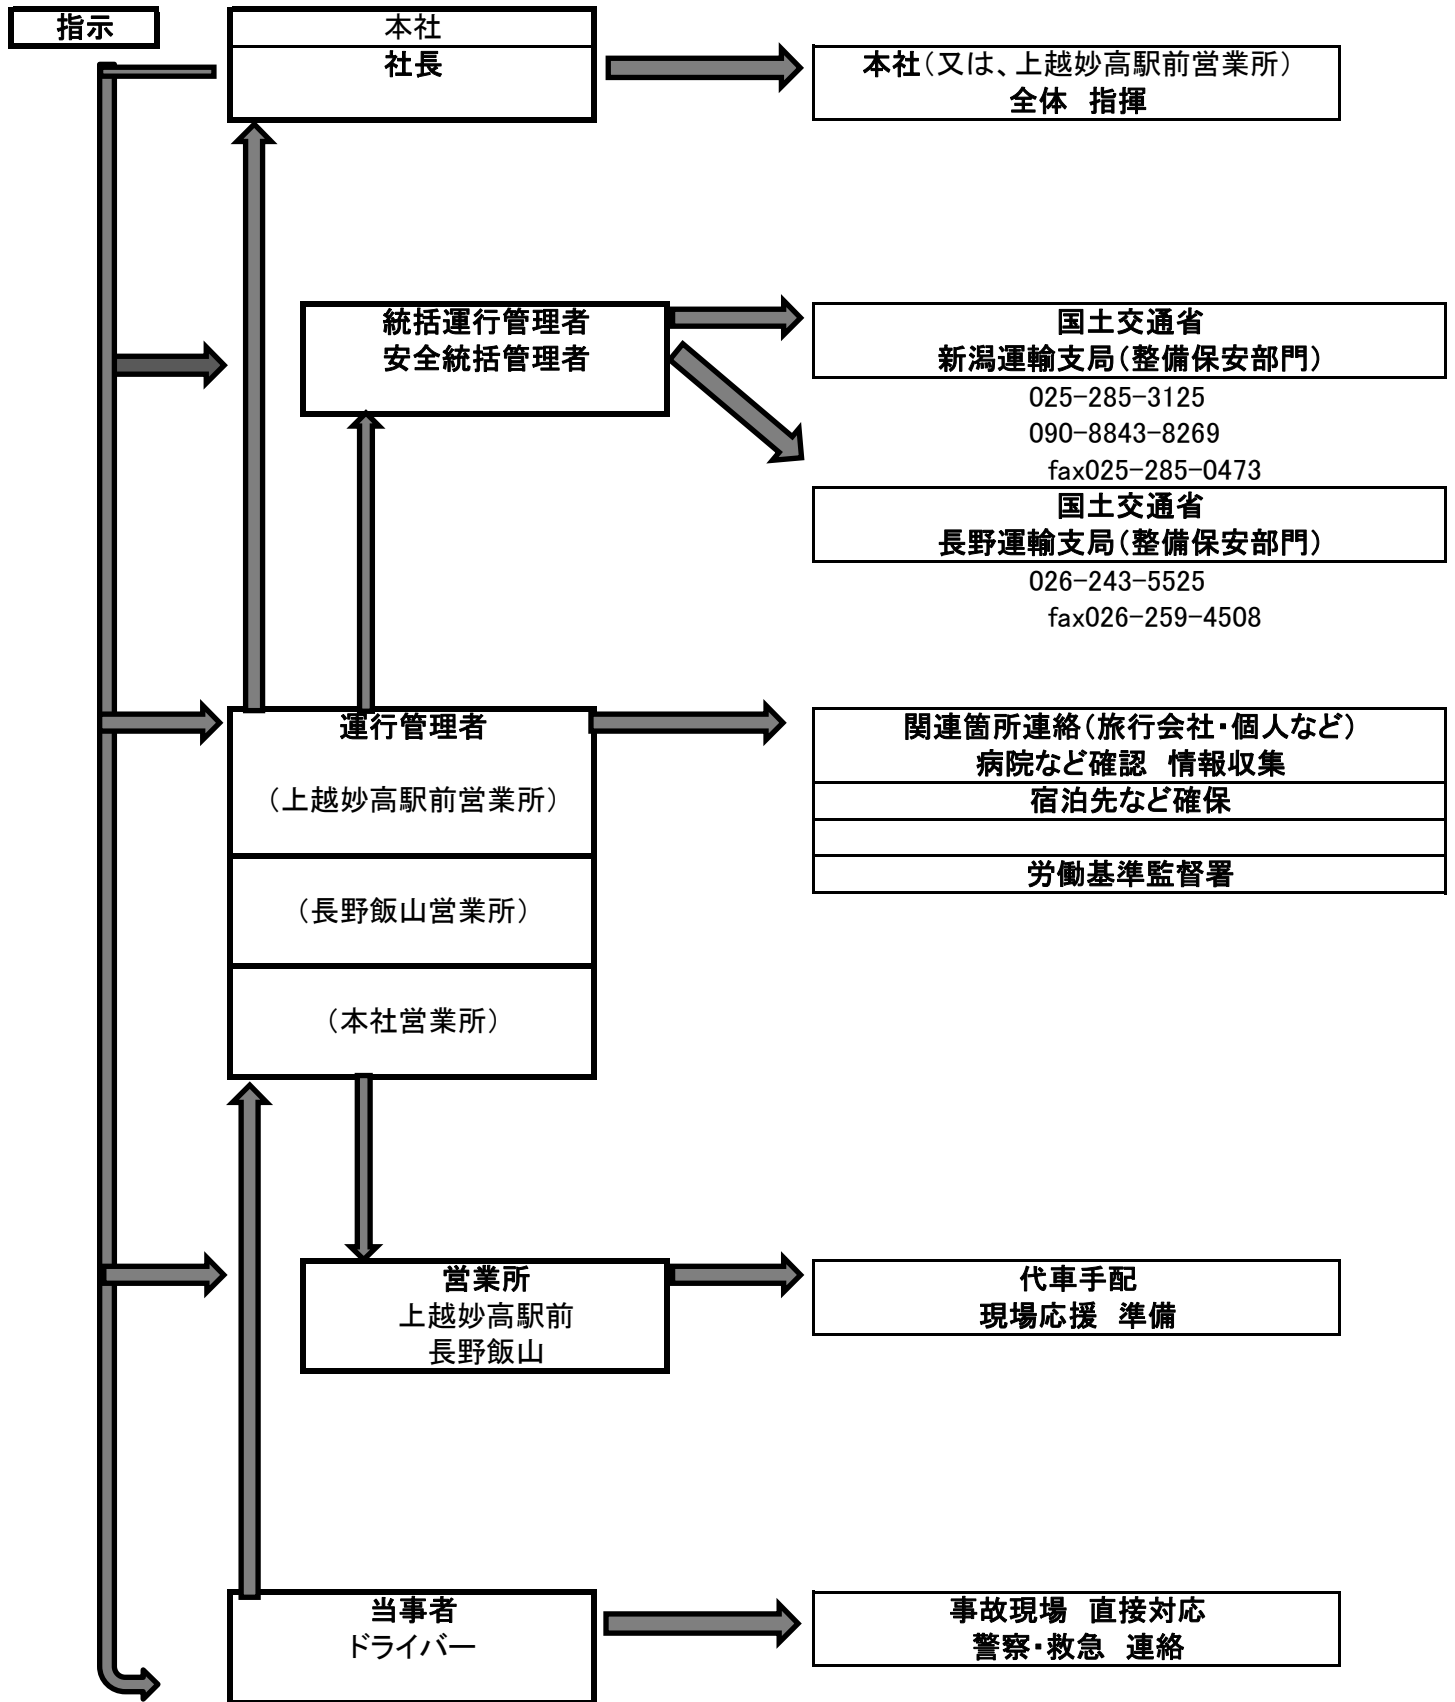 指示
本社
社長
本社(又は、上越妙高駅前営業所)
全体 指揮
統括運行管理者
安全統括管理者
国土交通省
新潟運輸支局(整備保安部門)
025-285-3125
090-8843-8269
fax025-285-0473
国土交通省
長野運輸支局(整備保安部門)
026-243-5525
fax026-259-4508
運行管理者
(上越妙高駅前営業所)
(長野飯山営業所)
(本社営業所)
関連箇所連絡(旅行会社・個人など)
病院など確認 情報収集
宿泊先など確保
労働基準監督署
営業所
上越妙高駅前
長野飯山
代車手配
現場応援 準備
当事者
ドライバー
事故現場 直接対応
警察・救急 連絡